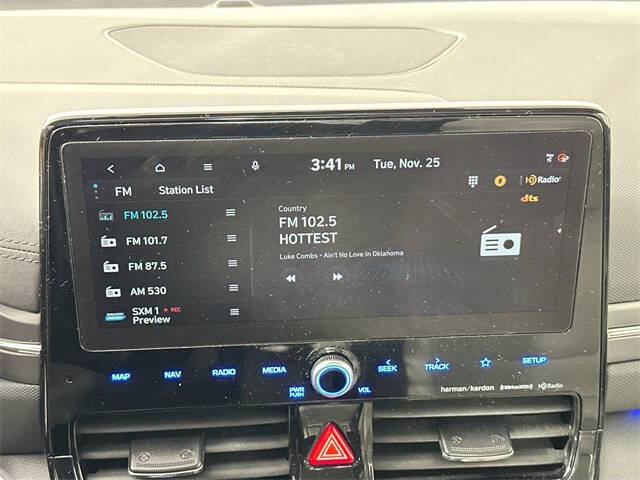 3:41 PM Tue, Nov. 25
FM Station List
HD Radio
dts
FM 102.5
FM 101.7
FM 87.5
AM 530
SXM 1 REC
Preview
Country
FM 102.5
HOTTEST
Luke Combs - Ain't No Love In Oklahoma
MAP NAV RADIO MEDIA PWR PUSH VOL SEEK TRACK SETUP
harman/kardon SiriusXM HD Radio